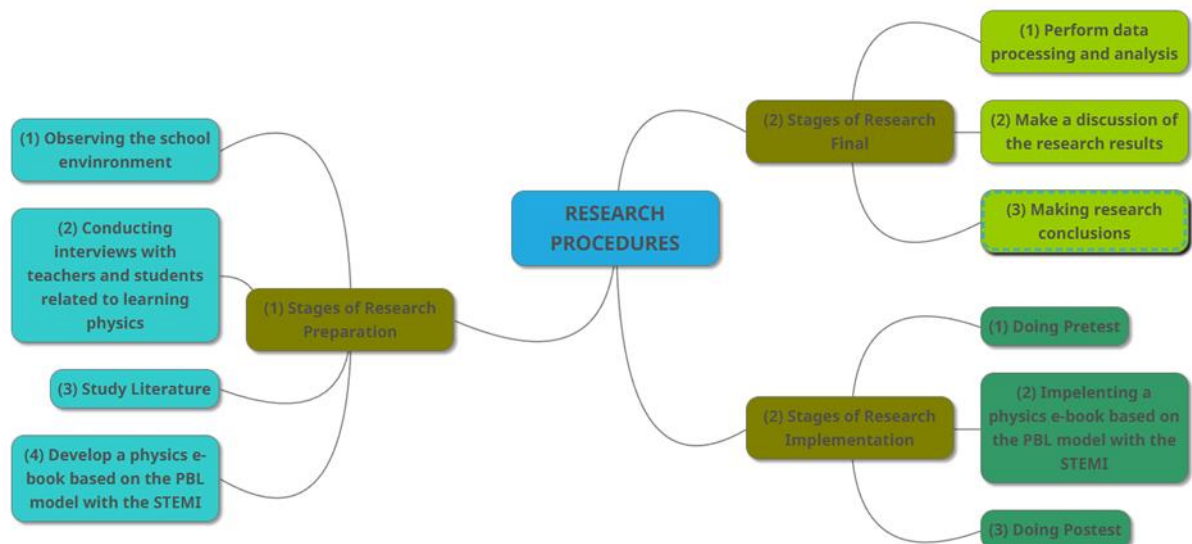 RESEARCH
PROCEDURES
(1) Stages of Research
Preparation
(1) Observing the school
envinronment
(2) Conducting
interviews with
teachers and students
related to learning
physics
(3) Study Literature
(4) Develop a physics e-
book based on the PBL
model with the STEMI
(2) Stages of Research
Final
(1) Perform data
processing and analysis
(2) Make a discussion of
the research results
(3) Making research
conclusions
(2) Stages of Research
Implementation
(1) Doing Pretest
(2) Impelenting a
physics e-book based on
the PBL model with the
STEMI
(3) Doing Postest